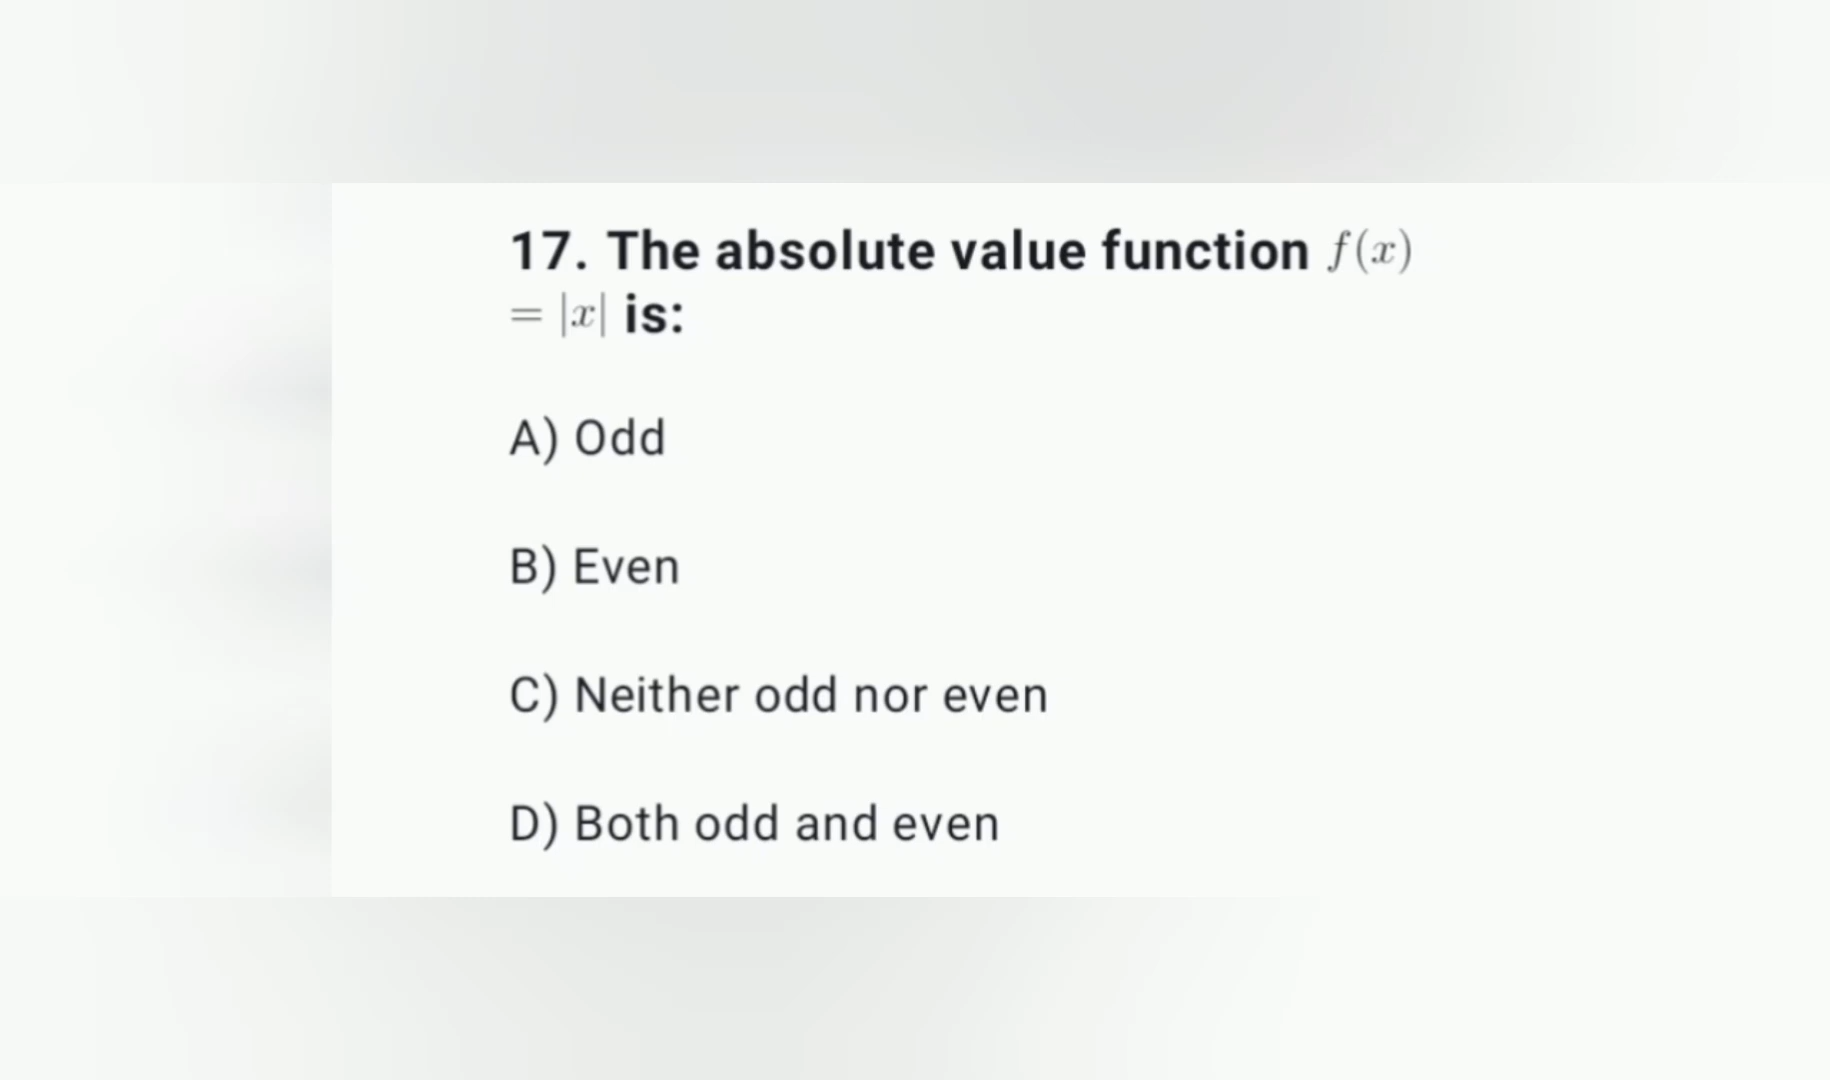 17. The absolute value function f(x)
= |x| is:
A) Odd
B) Even
C) Neither odd nor even
D) Both odd and even